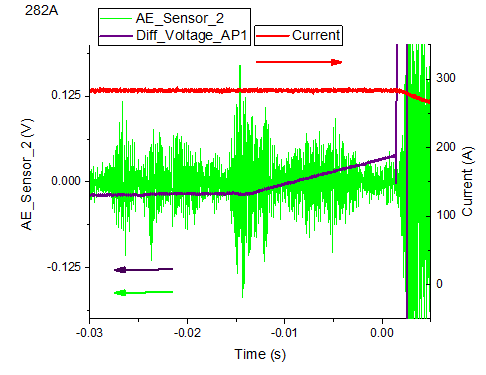 282A
AE_Sensor_2
Diff_Voltage_AP1
Current
0.125
0.000
-0.125
AE_Sensor_2 (V)
300
200
100
0
Current (A)
-0.03
-0.02
-0.01
0.00
Time (s)